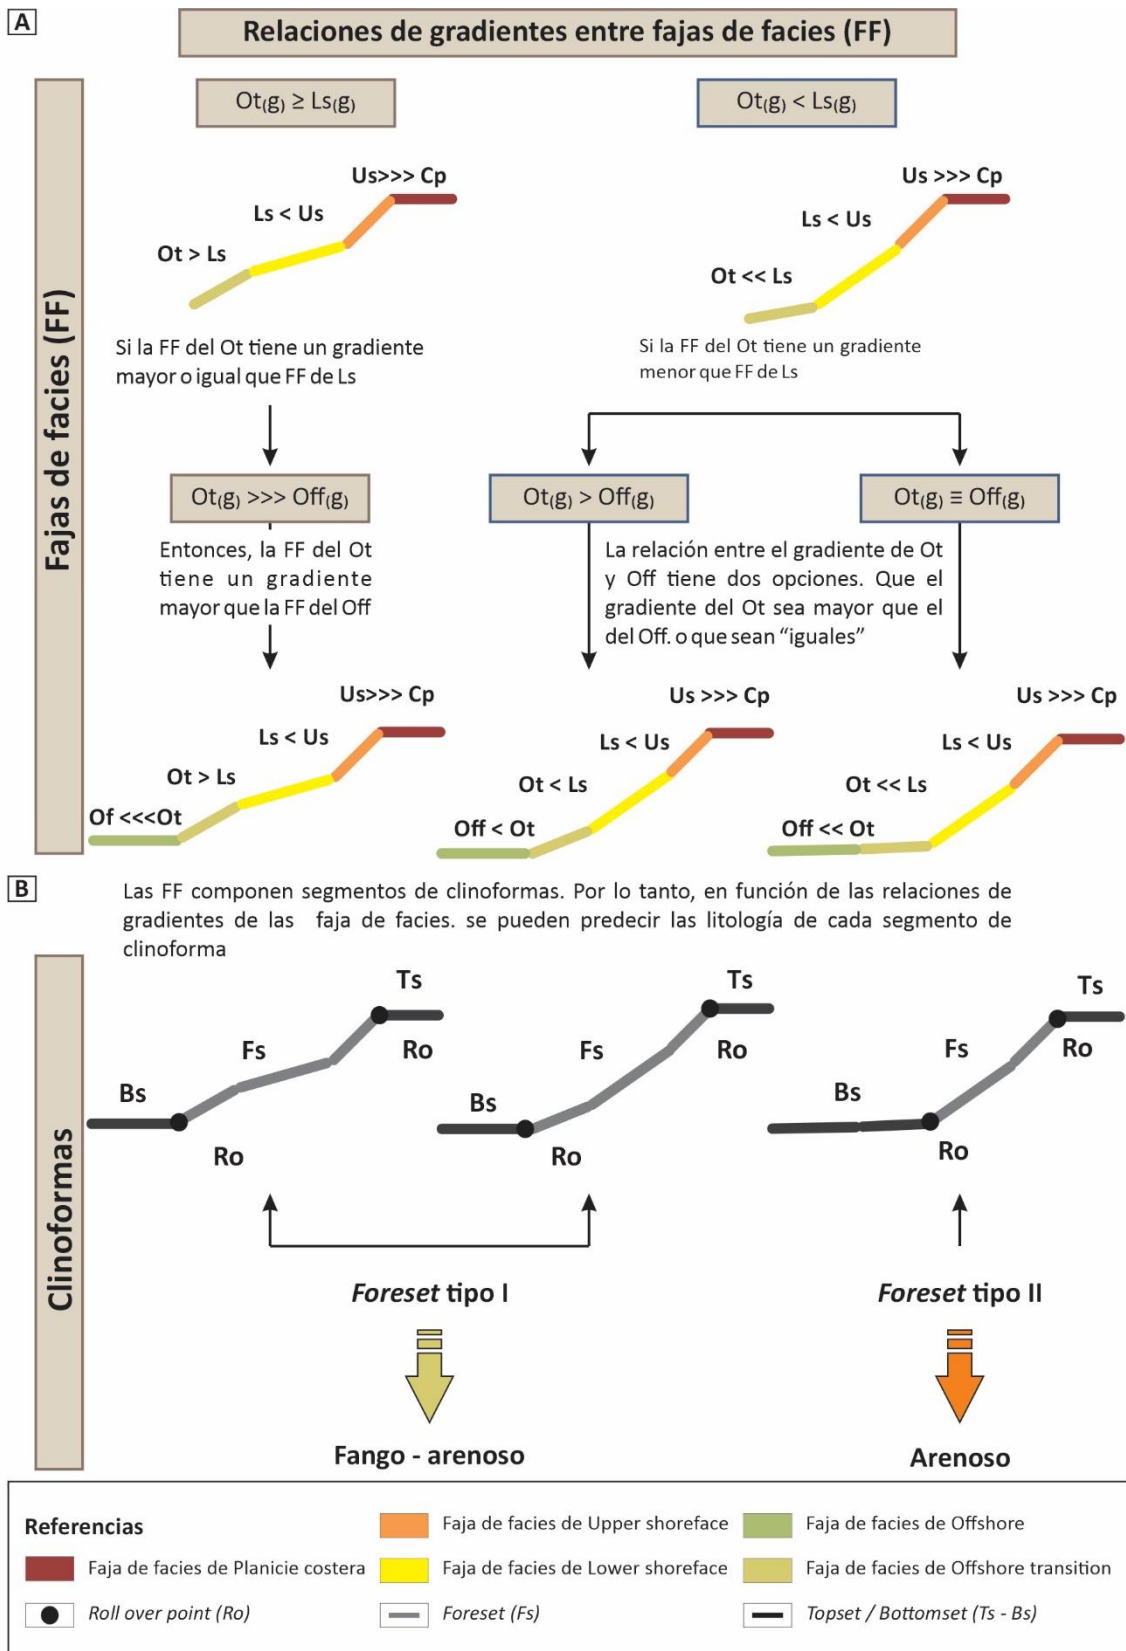 A
Relaciones de gradientes entre fajas de facies (FF)
Fajas de facies (FF)
Ot(g) ≥ Ls(g)
Ot(g) < Ls(g)
Us>>> Cp
Ls < Us
Ot > Ls
Us >>> Cp
Ls < Us
Ot << Ls
Si la FF del Ot tiene un gradiente
mayor o igual que FF de Ls
Si la FF del Ot tiene un gradiente
menor que FF de Ls
Ot(g) >>> Off(g)
Ot(g) > Off(g)
Ot(g) ≡ Off(g)
Entonces, la FF del Ot
tiene un gradiente
mayor que la FF del Off
La relación entre el gradiente de Ot
y Off tiene dos opciones. Que el
gradiente del Ot sea mayor que el
del Off. o que sean “iguales”
Us>>> Cp
Ls < Us
Ot > Ls
Of <<<Ot
Us >>> Cp
Ls < Us
Ot < Ls
Off < Ot
Us >>> Cp
Ls < Us
Ot << Ls
Off << Ot
B
Las FF componen segmentos de clinoformas. Por lo tanto, en función de las relaciones de
gradientes de las faja de facies. se pueden predecir las litología de cada segmento de
clinoforma
Clinoformas
Ts
Fs
Ro
Bs
Ro
Ts
Fs
Ro
Bs
Ro
Ts
Fs
Ro
Bs
Ro
Foreset tipo I
Foreset tipo II
Fango - arenoso
Arenoso
Referencias
Faja de facies de Upper shoreface
Faja de facies de Offshore
Faja de facies de Planicie costera
Faja de facies de Lower shoreface
Faja de facies de Offshore transition
Roll over point (Ro)
Foreset (Fs)
Topset / Bottomset (Ts - Bs)